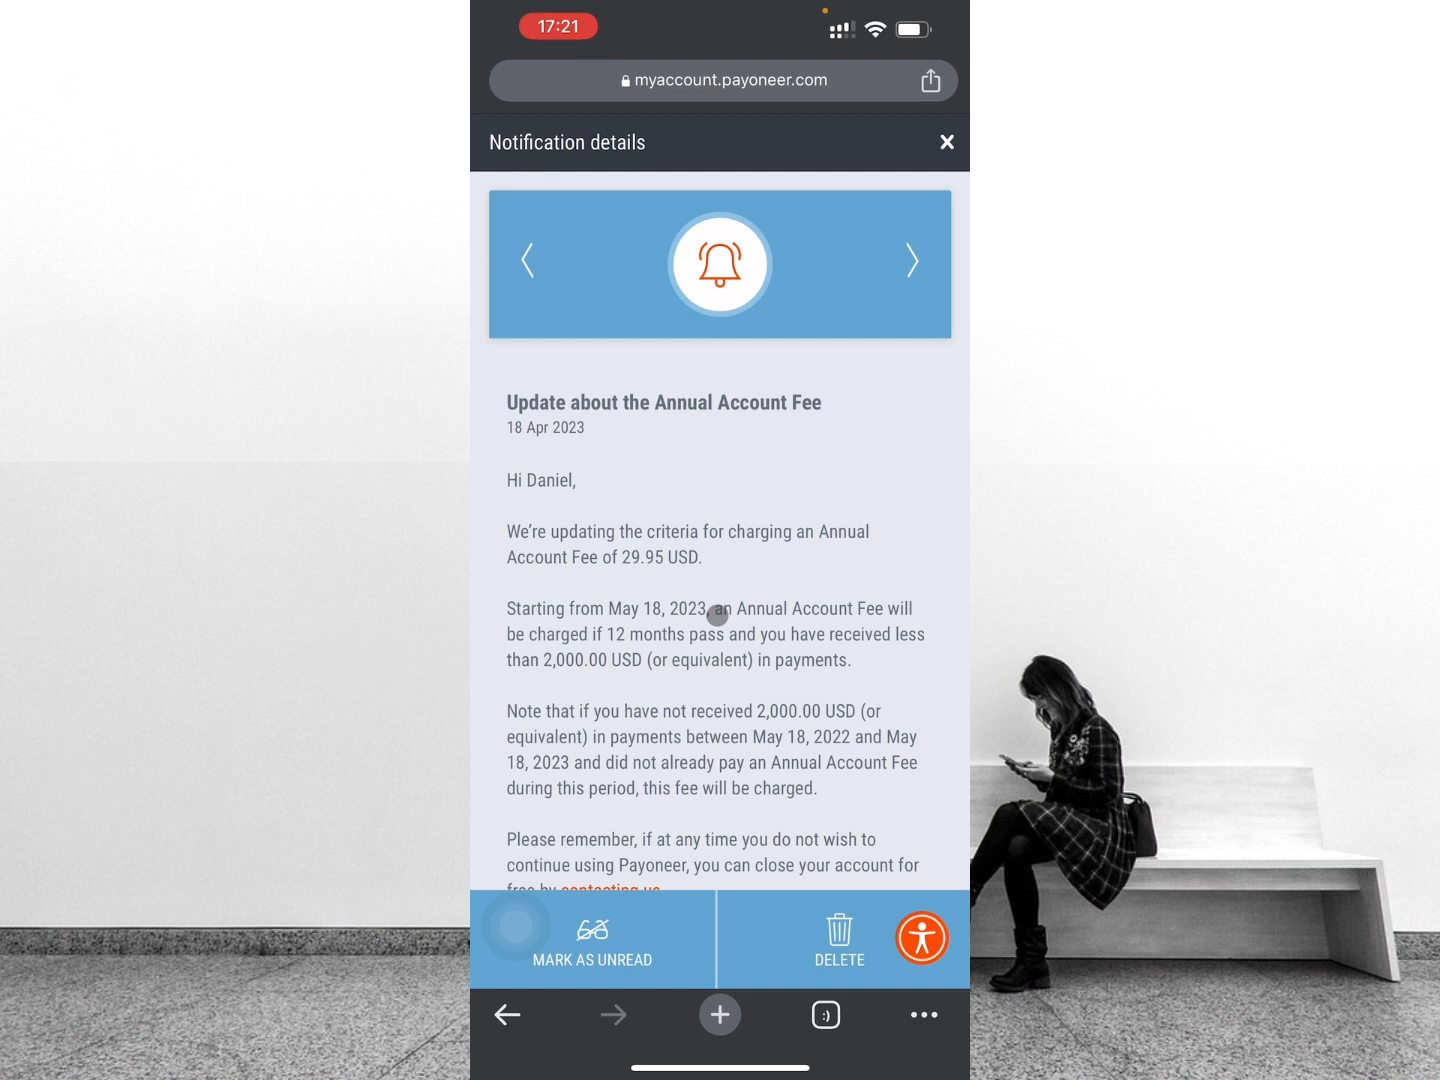 17:21
myaccount.payoneer.com
Notification details
Update about the Annual Account Fee
18 Apr 2023
Hi Daniel,
We're updating the criteria for charging an Annual
Account Fee of 29.95 USD.
Starting from May 18, 2023, an Annual Account Fee will
be charged if 12 months pass and you have received less
than 2,000.00 USD (or equivalent) in payments.
Note that if you have not received 2,000.00 USD (or
equivalent) in payments between May 18, 2022 and May
18, 2023 and did not already pay an Annual Account Fee
during this period, this fee will be charged.
Please remember, if at any time you do not wish to
continue using Payoneer, you can close your account for
free by contacting us
MARK AS UNREAD
DELETE
:)